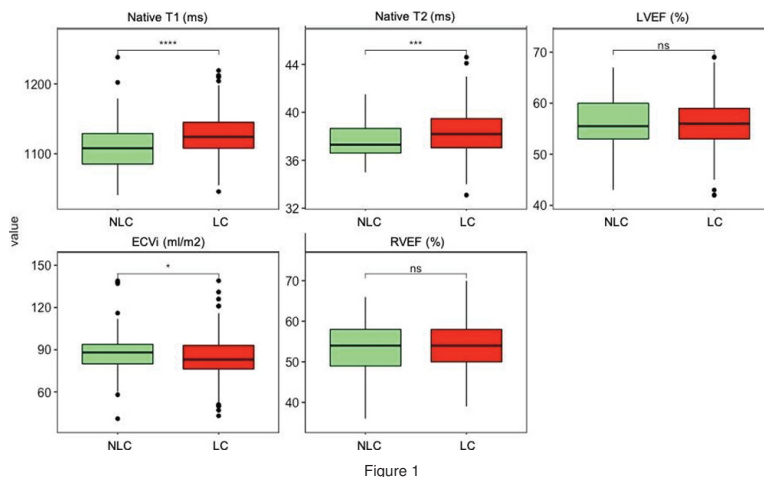 Native T1 (ms)
Native T2 (ms)
LVEF (%)
****
***
ns
1200
1100
44
40
36
32
70
60
50
40
NLC
LC
NLC
LC
NLC
LC
value
ECVi (ml/m2)
RVEF (%)
*
ns
150
120
90
60
70
60
50
40
NLC
LC
NLC
LC
Figure 1